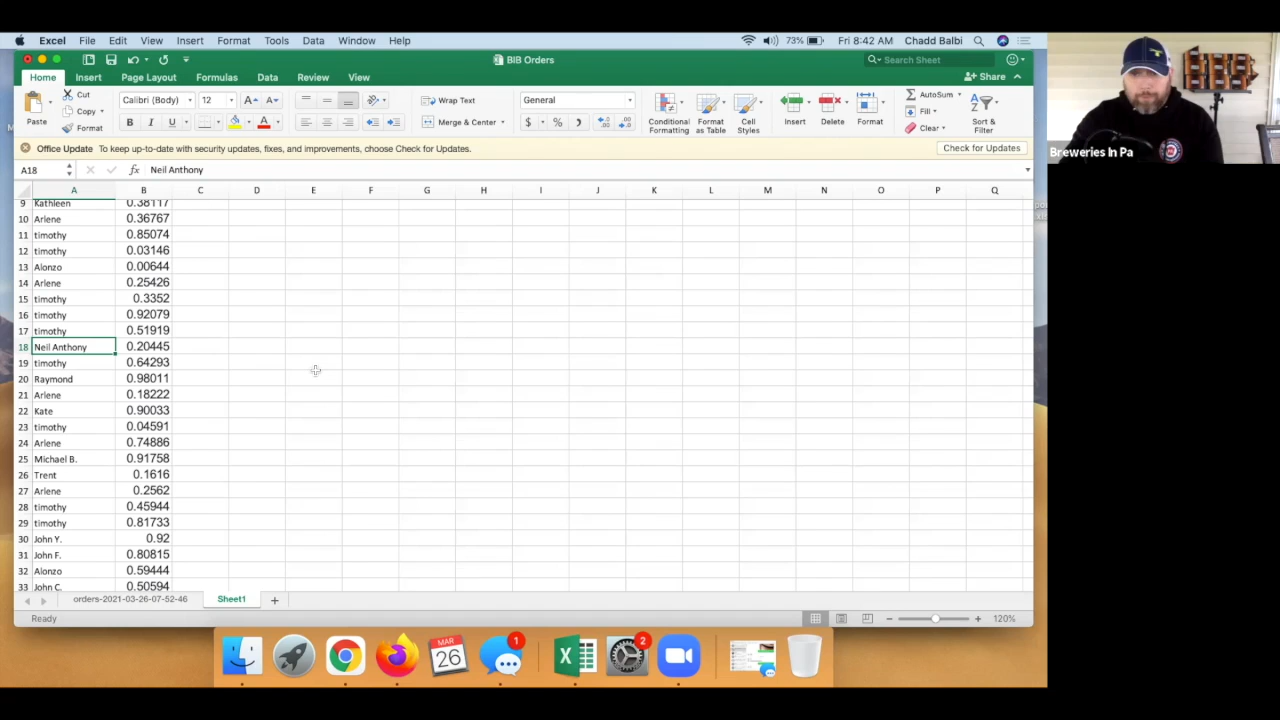 Excel File Edit View Insert Format Tools Data Window Help 73% Fri 8:42 AM Chadd Balbi
BIB Orders Search Sheet
Home Insert Page Layout Formulas Data Review View Share
Paste Cut Copy Format Calibri (Body) 12 A A B I U A Wrap Text Merge & Center General $ % Conditional Formatting Format as Table Cell Styles Insert Delete Format AutoSum Fill Clear Sort & Filter
Breweries In Pa
Office Update To keep up-to-date with security updates, fixes, and improvements, choose Check for Updates. Check for Updates
A18 fx Neil Anthony
A B C D E F G H I J K L M N O P Q
9 Kathleen 0.38117
10 Arlene 0.36767
11 timothy 0.85074
12 timothy 0.03146
13 Alonzo 0.00644
14 Arlene 0.25426
15 timothy 0.3352
16 timothy 0.92079
17 timothy 0.51919
18 Neil Anthony 0.20445
19 timothy 0.64293
20 Raymond 0.98011
21 Arlene 0.18222
22 Kate 0.90033
23 timothy 0.04591
24 Arlene 0.74886
25 Michael B. 0.91758
26 Trent 0.1616
27 Arlene 0.2562
28 timothy 0.45944
29 timothy 0.81733
30 John Y. 0.92
31 John F. 0.80815
32 Alonzo 0.59444
33 John C. 0.50594
orders-2021-03-26-07-52-46 Sheet1 +
Ready 120%
MAR 26 1 2